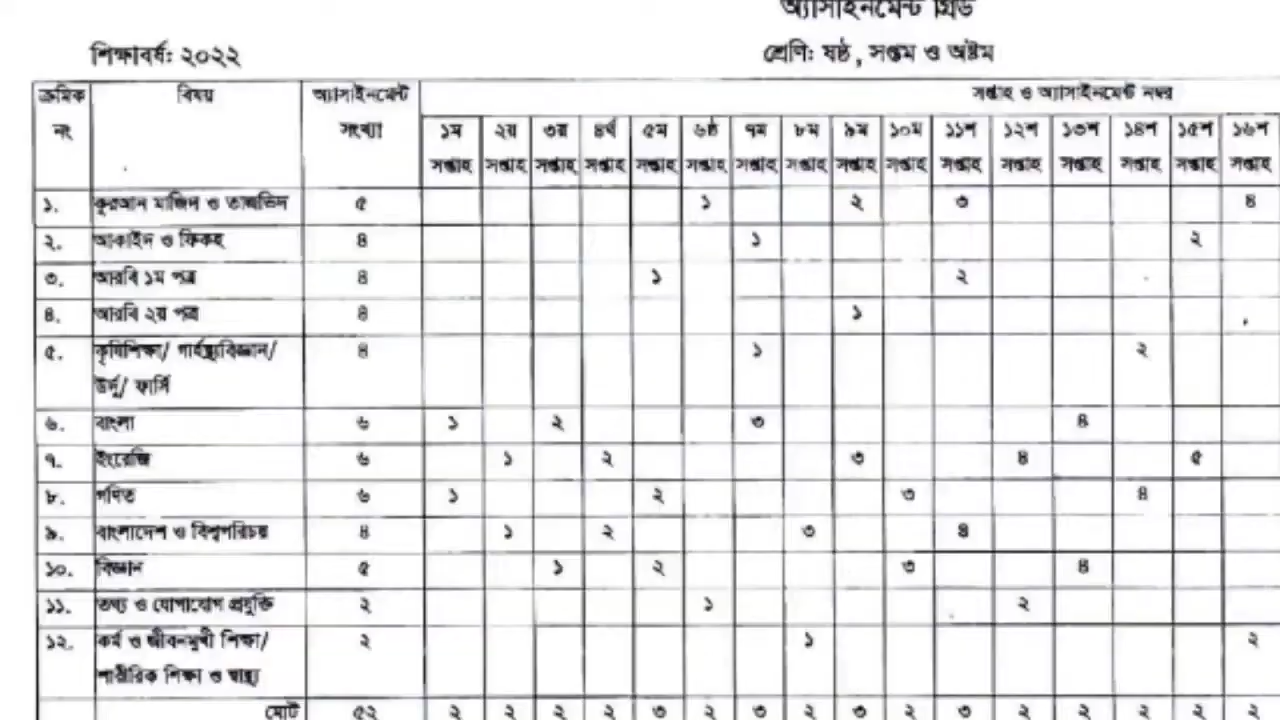 অ্যাসাইনমেন্ট গ্রিড
শিক্ষাবর্ষ: ২০২২ শ্রেণি: ষষ্ঠ, সপ্তম ও অষ্টম
ক্রমিক নং বিষয় অ্যাসাইনমেন্ট সংখ্যা সপ্তাহ ও অ্যাসাইনমেন্ট নম্বর
১ম সপ্তাহ ২য় সপ্তাহ ৩য় সপ্তাহ ৪র্থ সপ্তাহ ৫ম সপ্তাহ ৬ষ্ঠ সপ্তাহ ৭ম সপ্তাহ ৮ম সপ্তাহ ৯ম সপ্তাহ ১০ম সপ্তাহ ১১শ সপ্তাহ ১২শ সপ্তাহ ১৩শ সপ্তাহ ১৪শ সপ্তাহ ১৫শ সপ্তাহ ১৬শ সপ্তাহ
১. কুরআন মাজিদ ও তাজভিদ ৫ ১ ২ ৩ ৪
২. আকাইদ ও ফিকহ ৪ ১ ২
৩. আরবি ১ম পত্র ৪ ১ ২
৪. আরবি ২য় পত্র ৪ ১
৫. কৃষিশিক্ষা/ গার্হস্থ্যবিজ্ঞান/ ৪ ১ ২
উর্দু/ ফার্সি
৬. বাংলা ৬ ১ ২ ৩ ৪
৭. ইংরেজি ৬ ১ ২ ৩ ৪ ৫
৮. গণিত ৬ ১ ২ ৩ ৪
৯. বাংলাদেশ ও বিশ্বপরিচয় ৪ ১ ২ ৩ ৪
১০. বিজ্ঞান ৫ ১ ২ ৩ ৪
১১. তথ্য ও যোগাযোগ প্রযুক্তি ২ ১ ২
১২. কর্ম ও জীবনমুখী শিক্ষা/ ২ ১ ২
শারীরিক শিক্ষা ও স্বাস্থ্য
মোট ৫২ ২ ২ ২ ২ ৩ ২ ৩ ২ ৩ ২ ৩ ২ ২ ২ ২ ২